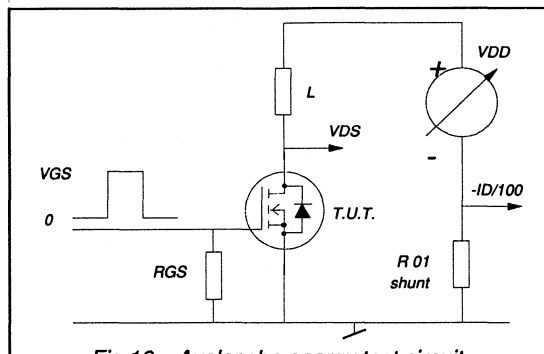 VDD
+
L
VDS
-
VGS
-ID/100
0
T.U.T.
RGS
R 01
shunt